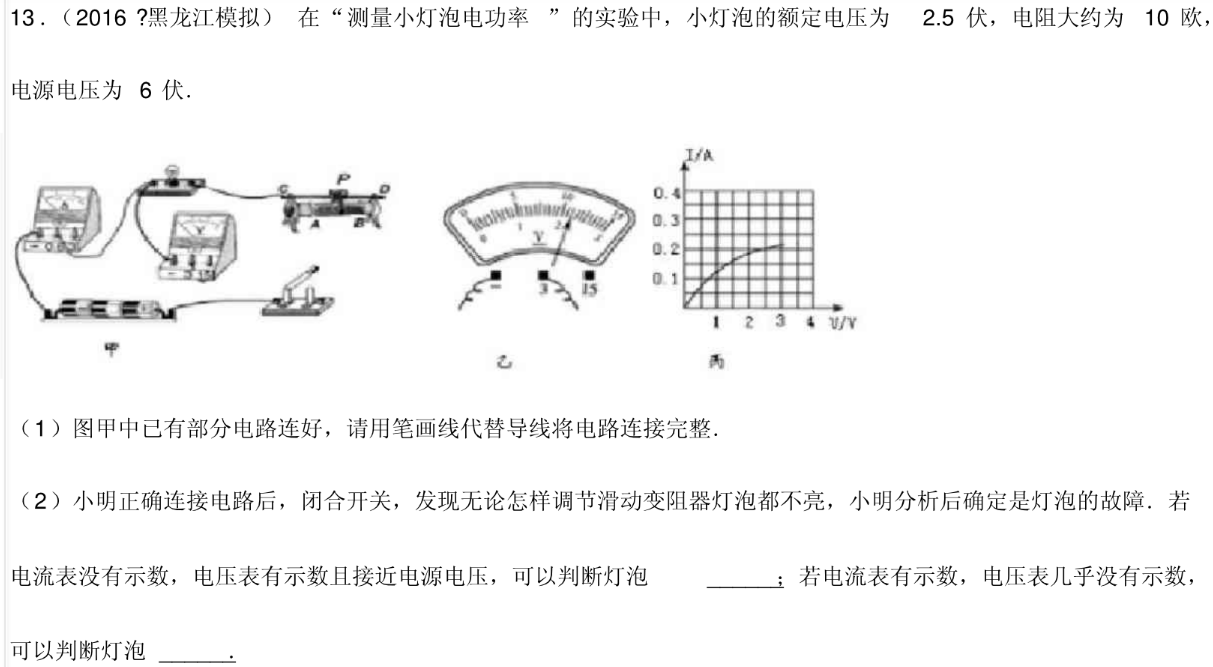 13.（2016 ?黑龙江模拟） 在“测量小灯泡电功率 ”的实验中，小灯泡的额定电压为 2.5 伏，电阻大约为 10 欧，
电源电压为 6 伏．
I/A
0.4
0.3
0.2
0.1
1 2 3 4 U/V
C P D
A B
A
V
0 5 10 15
0 1 2 3
V
- 3 15
甲
乙
丙
（1）图甲中已有部分电路连好，请用笔画线代替导线将电路连接完整．
（2）小明正确连接电路后，闭合开关，发现无论怎样调节滑动变阻器灯泡都不亮，小明分析后确定是灯泡的故障．若
电流表没有示数，电压表有示数且接近电源电压，可以判断灯泡 ______；若电流表有示数，电压表几乎没有示数，
可以判断灯泡 ______．